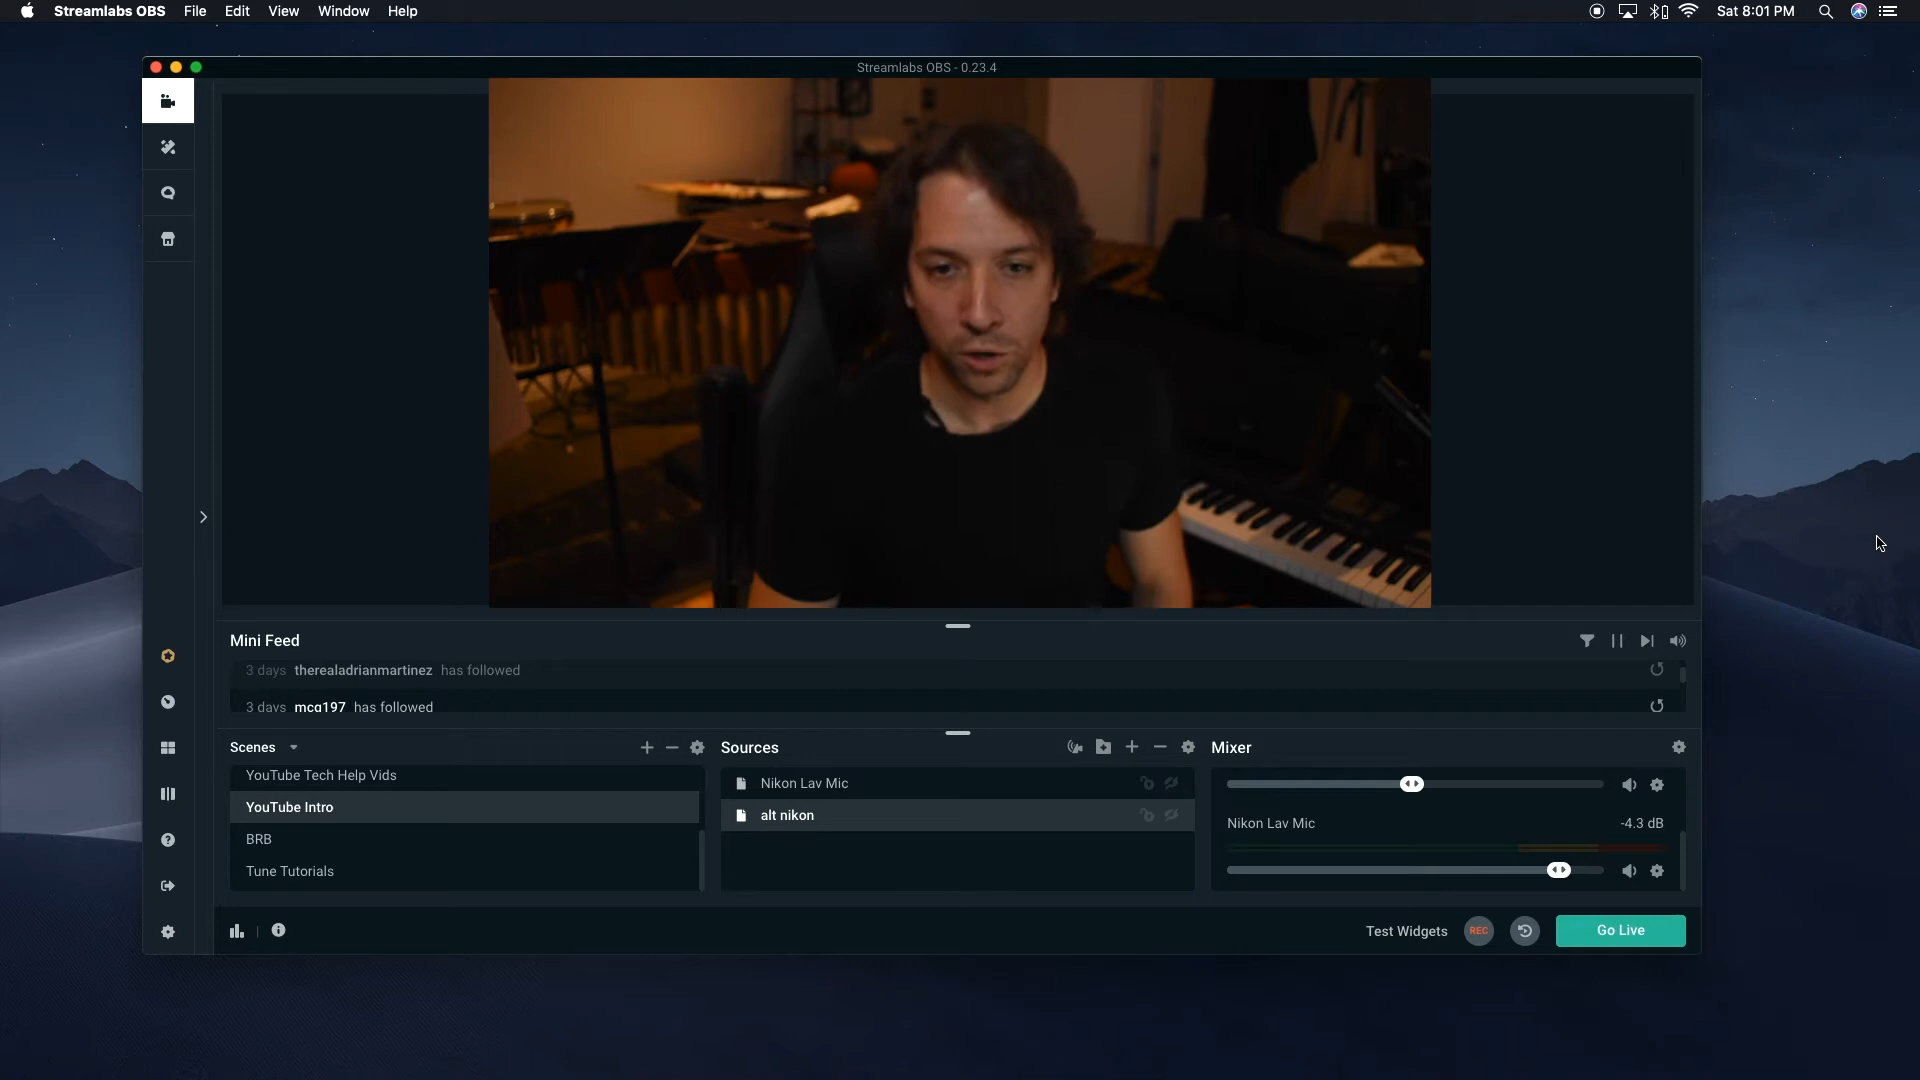 Streamlabs OBS File Edit View Window Help Sat 8:01 PM
Streamlabs OBS - 0.23.4
Mini Feed
3 days therealadrianmartinez has followed
3 days mcg197 has followed
Scenes Sources Mixer
YouTube Tech Help Vids
YouTube Intro
BRB
Tune Tutorials
Nikon Lav Mic
alt nikon
Nikon Lav Mic -4.3 dB
Test Widgets REC Go Live